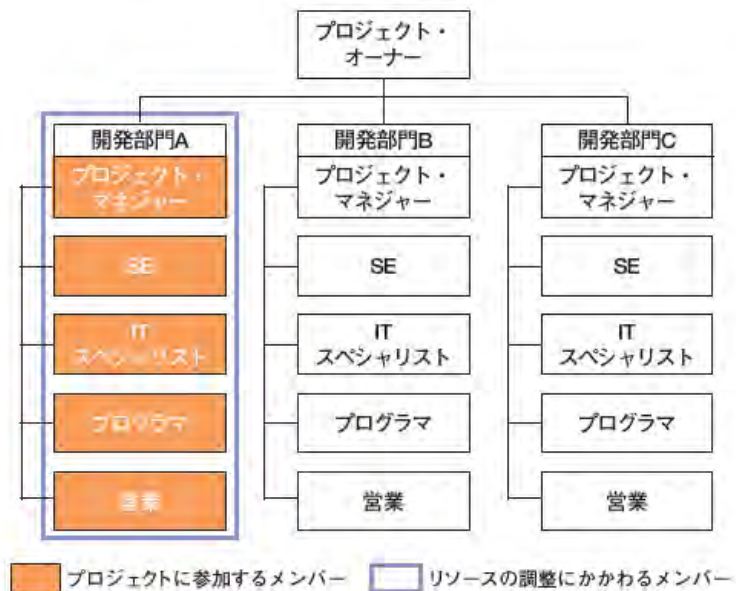 プロジェクト・
オーナー
開発部門A
プロジェクト・
マネジャー
SE
IT
スペシャリスト
プログラマ
営業
開発部門B
プロジェクト・
マネジャー
SE
IT
スペシャリスト
プログラマ
営業
開発部門C
プロジェクト・
マネジャー
SE
IT
スペシャリスト
プログラマ
営業
プロジェクトに参加するメンバー
リソースの調整にかかわるメンバー